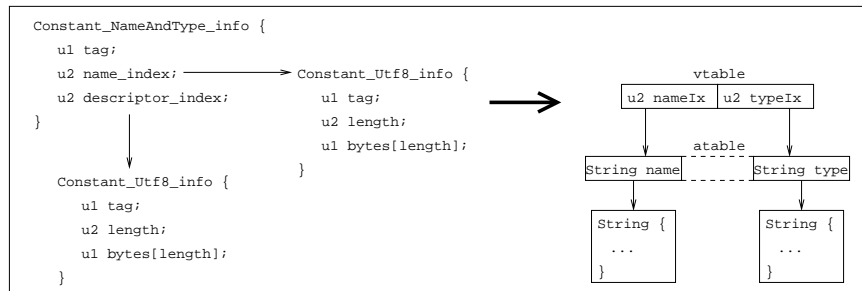 Constant_NameAndType_info {
u1 tag;
u2 name_index;
u2 descriptor_index;
}
Constant_Utf8_info {
u1 tag;
u2 length;
u1 bytes[length];
}
Constant_Utf8_info {
u1 tag;
u2 length;
u1 bytes[length];
}
vtable
u2 nameIx u2 typeIx
atable
String name String type
String {
...
}
String {
...
}